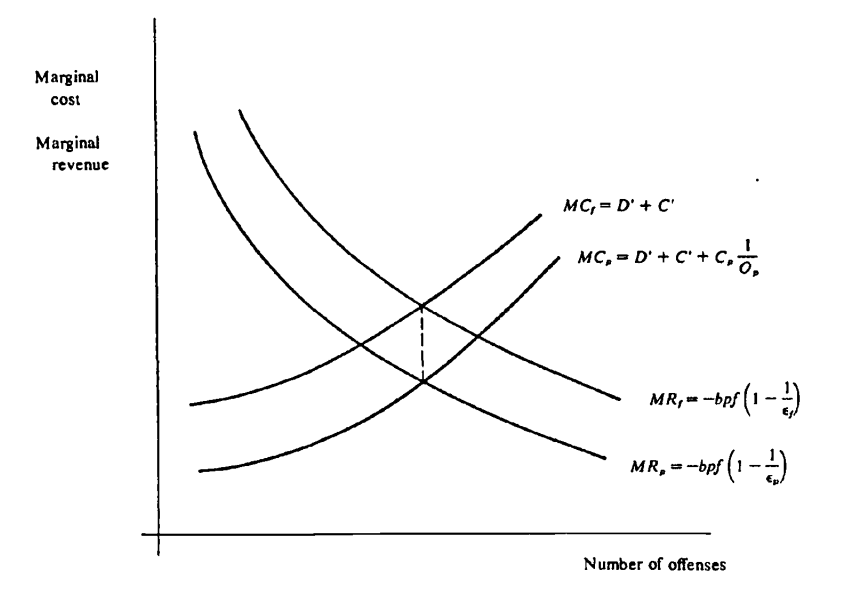 Marginal
cost
Marginal
revenue
MC_f = D' + C'
MC_p = D' + C' + C_p 1/O_p
MR_f = -bpf(1 - 1/ϵ_f)
MR_p = -bpf(1 - 1/ϵ_p)
Number of offenses